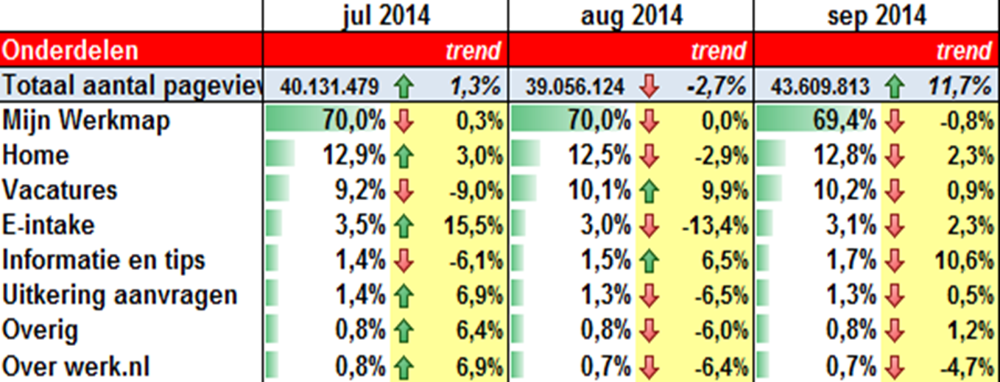 jul 2014 aug 2014 sep 2014
Onderdelen trend trend trend
Totaal aantal pageview 40.131.479 1,3% 39.056.124 -2,7% 43.609.813 11,7%
Mijn Werkmap 70,0% 0,3% 70,0% 0,0% 69,4% -0,8%
Home 12,9% 3,0% 12,5% -2,9% 12,8% 2,3%
Vacatures 9,2% -9,0% 10,1% 9,9% 10,2% 0,9%
E-intake 3,5% 15,5% 3,0% -13,4% 3,1% 2,3%
Informatie en tips 1,4% -6,1% 1,5% 6,5% 1,7% 10,6%
Uitkering aanvragen 1,4% 6,9% 1,3% -6,5% 1,3% 0,5%
Overig 0,8% 6,4% 0,8% -6,0% 0,8% 1,2%
Over werk.nl 0,8% 6,9% 0,7% -6,4% 0,7% -4,7%